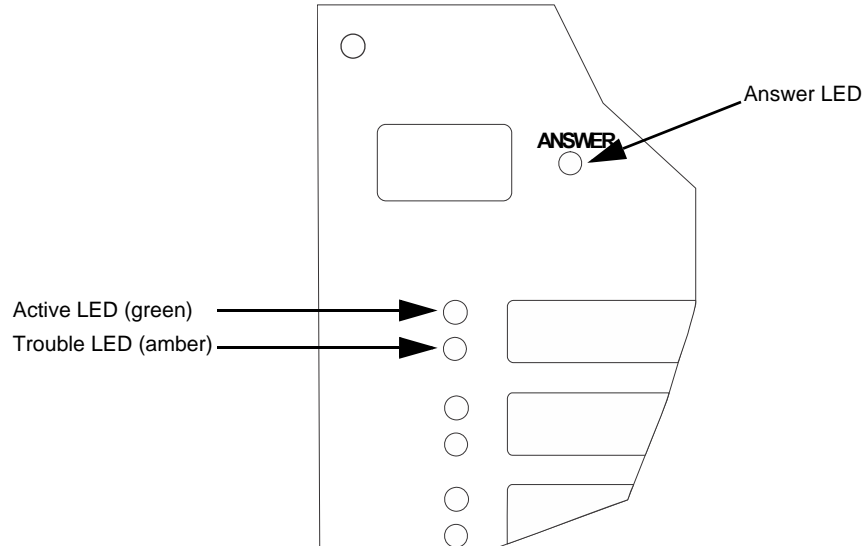 Answer LED
ANSWER
Active LED (green)
Trouble LED (amber)